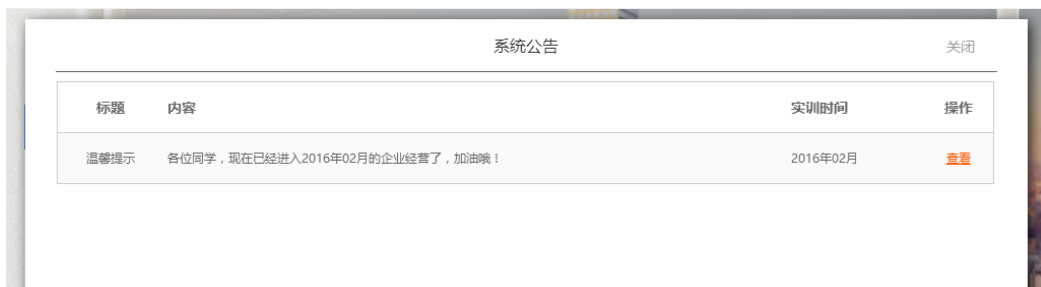 系统公告 关闭
标题 内容 实训时间 操作
温馨提示 各位同学，现在已经进入2016年02月的企业经营了，加油哦！ 2016年02月 查看